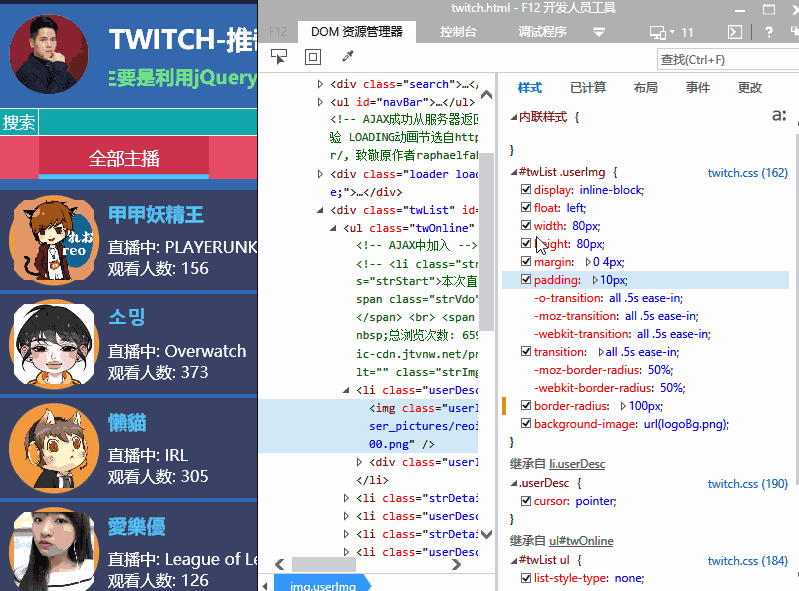 twitch.html - F12 开发人员工具
F12
DOM 资源管理器
控制台
调试程序
11
?
查找(Ctrl+F)
TWITCH-推
主要是利用jQuery
搜索
全部主播
甲甲妖精王
直播中: PLAYERUNK
观看人数: 156
소밍
直播中: Overwatch
观看人数: 373
懒貓
直播中: IRL
观看人数: 305
愛樂優
直播中: League of Le
观看人数: 126
<div class="search">…</
<ul id="navBar">…</ul>
<!-- AJAX成功从服务器返回
验 LOADING动画节选自http
r/, 致敬原作者raphaelfab
<div class="loader load
e;">…</div>
<div class="twList" id=
<ul class="twOnline"
<!-- AJAX中加入 -->
<!-- <li class="str
s="strStart">本次直
span class="strVdo"
</span> <br> <span
nbsp;总浏览次数: 659
ic-cdn.jtvnw.net/pr
lt="" class="strImg
<li class="userDesc
<img class="userI
ser_pictures/reoi
00.png" />
<div class="userI
</li>
<li class="strDetai
<li class="userDesc
<li class="strDetai
<li class="userDesc
img.userImg
样式
已计算
布局
事件
更改
内联样式 {
a:
}
#twList .userImg {
twitch.css (162)
display: inline-block;
float: left;
width: 80px;
height: 80px;
margin: 0 4px;
padding: 10px;
-o-transition: all .5s ease-in;
-moz-transition: all .5s ease-in;
-webkit-transition: all .5s ease-in;
transition: all .5s ease-in;
-moz-border-radius: 50%;
-webkit-border-radius: 50%;
border-radius: 100px;
background-image: url(logoBg.png);
}
继承自 li.userDesc
.userDesc {
twitch.css (190)
cursor: pointer;
}
继承自 ul#twOnline
#twList ul {
twitch.css (184)
list-style-type: none;